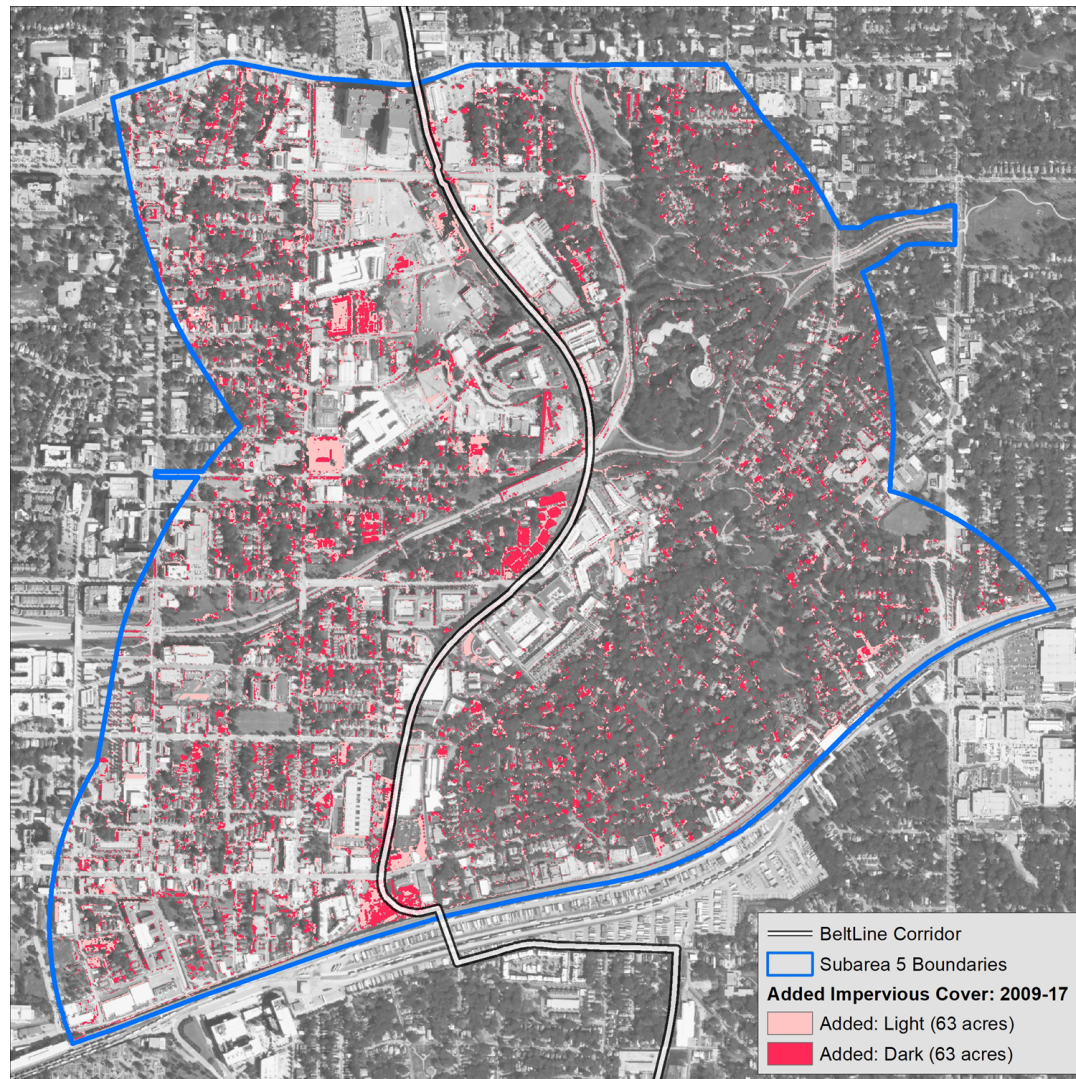 BeltLine Corridor
Subarea 5 Boundaries
Added Impervious Cover: 2009-17
Added: Light (63 acres)
Added: Dark (63 acres)